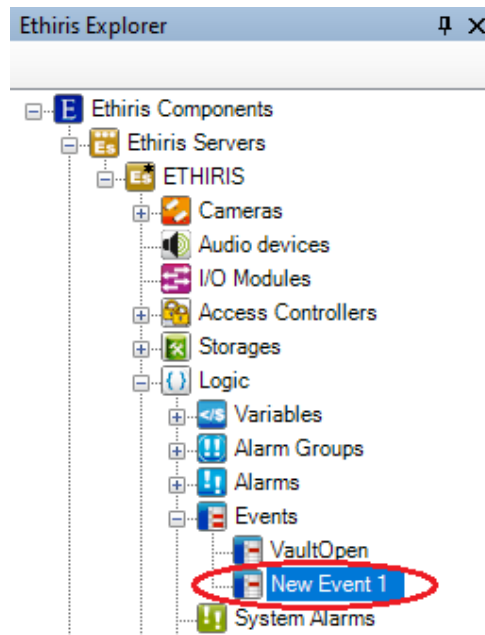 Ethiris Explorer
Ethiris Components
Ethiris Servers
ETHIRIS
Cameras
Audio devices
I/O Modules
Access Controllers
Storages
Logic
Variables
Alarm Groups
Alarms
Events
VaultOpen
New Event 1
System Alarms